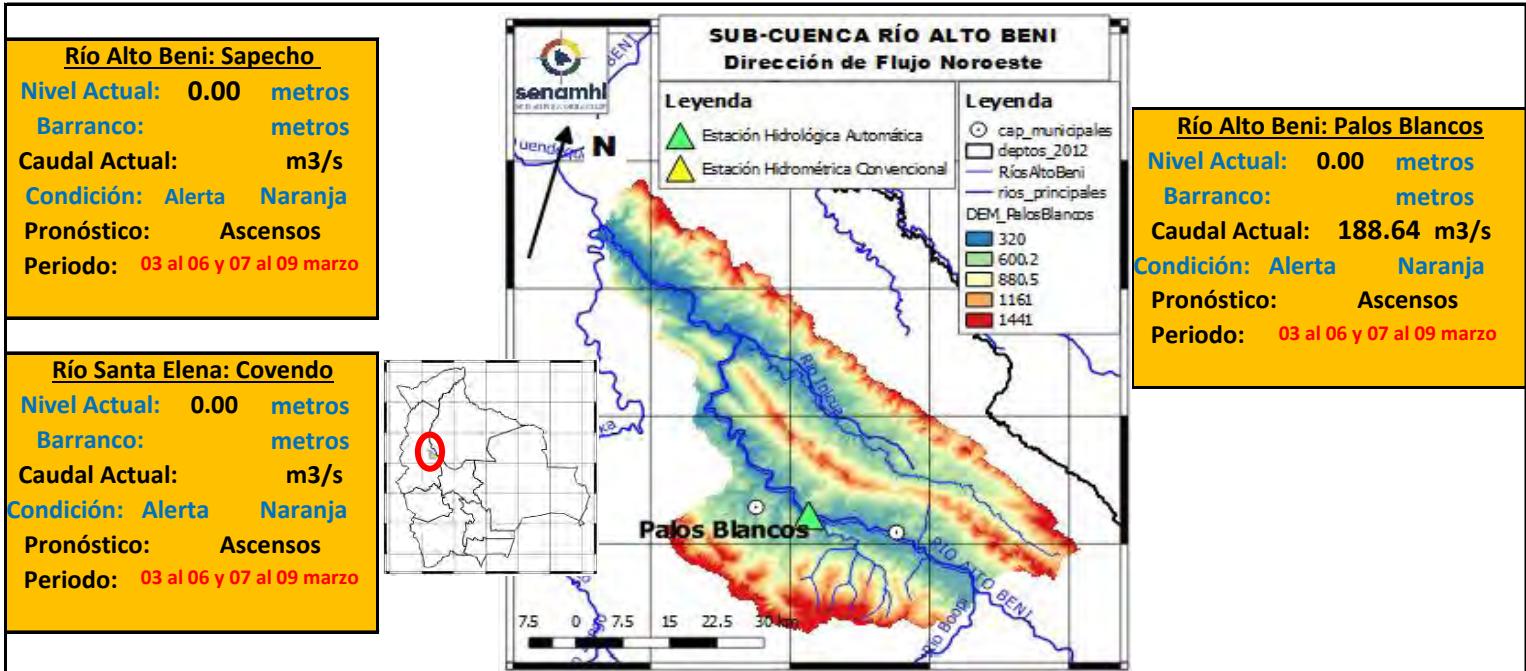 Río Alto Beni: Sapecho
Nivel Actual: 0.00 metros
Barranco: metros
Caudal Actual: m3/s
Condición: Alerta Naranja
Pronóstico: Ascensos
Periodo: 03 al 06 y 07 al 09 marzo
Río Santa Elena: Covendo
Nivel Actual: 0.00 metros
Barranco: metros
Caudal Actual: m3/s
Condición: Alerta Naranja
Pronóstico: Ascensos
Periodo: 03 al 06 y 07 al 09 marzo
senamhi
SUB-CUENCA RÍO ALTO BENI
Dirección de Flujo Noroeste
BENI
N
Leyenda
Estación Hidrológica Automática
Estación Hidrométrica Convencional
Leyenda
cap_municipales
deptos_2012
RíosAltoBeni
rios_principales
DEM_PalosBlancos
320
600.2
880.5
1161
1441
Palos Blancos
RÍO ALTO BENI
Río Boopi
7.5 0 7.5 15 22.5 30 km
Río Alto Beni: Palos Blancos
Nivel Actual: 0.00 metros
Barranco: metros
Caudal Actual: 188.64 m3/s
Condición: Alerta Naranja
Pronóstico: Ascensos
Periodo: 03 al 06 y 07 al 09 marzo